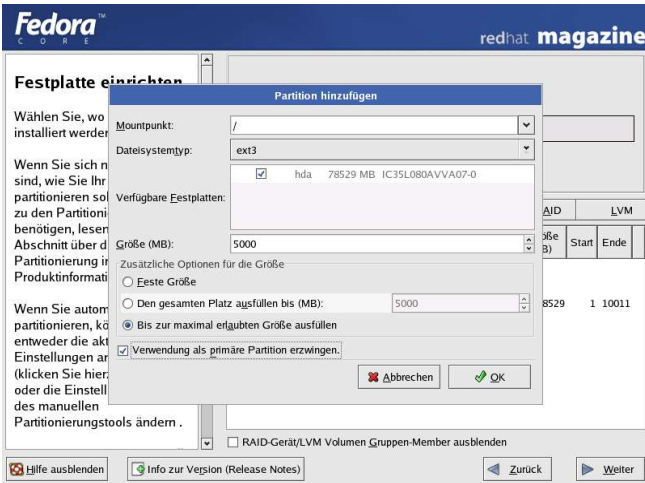 Fedora™
CORE
redhat magazine
Festplatte einrichten
Wählen Sie, wo
installiert werden
Wenn Sie sich n
sind, wie Sie Ihr
partitionieren sol
zu den Partitioni
benötigen, lesen
Abschnitt über d
Partitionierung in
Produktinformati
Wenn Sie autom
partitionieren, kö
entweder die akt
Einstellungen an
(klicken Sie hierz
oder die Einstell
des manuellen
Partitionierungstools ändern .
Partition hinzufügen
Mountpunkt:
/
Dateisystemtyp:
ext3
Verfügbare Festplatten:
hda 78529 MB IC35L080AVVA07-0
Größe (MB):
5000
Zusätzliche Optionen für die Größe
Feste Größe
Den gesamten Platz ausfüllen bis (MB):
5000
Bis zur maximal erlaubten Größe ausfüllen
Verwendung als primäre Partition erzwingen.
Abbrechen
OK
AID
LVM
öße
B)
Start
Ende
8529 1 10011
RAID-Gerät/LVM Volumen Gruppen-Member ausblenden
Hilfe ausblenden
Info zur Version (Release Notes)
Zurück
Weiter